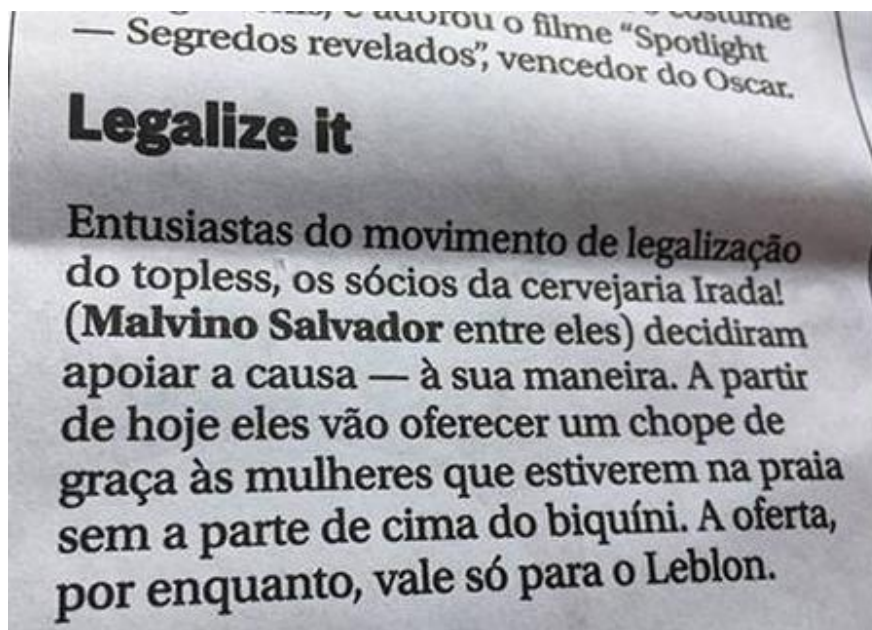 adorou o filme “Spotlight
— Segredos revelados”, vencedor do Oscar.
Legalize it
Entusiastas do movimento de legalização
do topless, os sócios da cervejaria Irada!
(Malvino Salvador entre eles) decidiram
apoiar a causa — à sua maneira. A partir
de hoje eles vão oferecer um chope de
graça às mulheres que estiverem na praia
sem a parte de cima do biquíni. A oferta,
por enquanto, vale só para o Leblon.